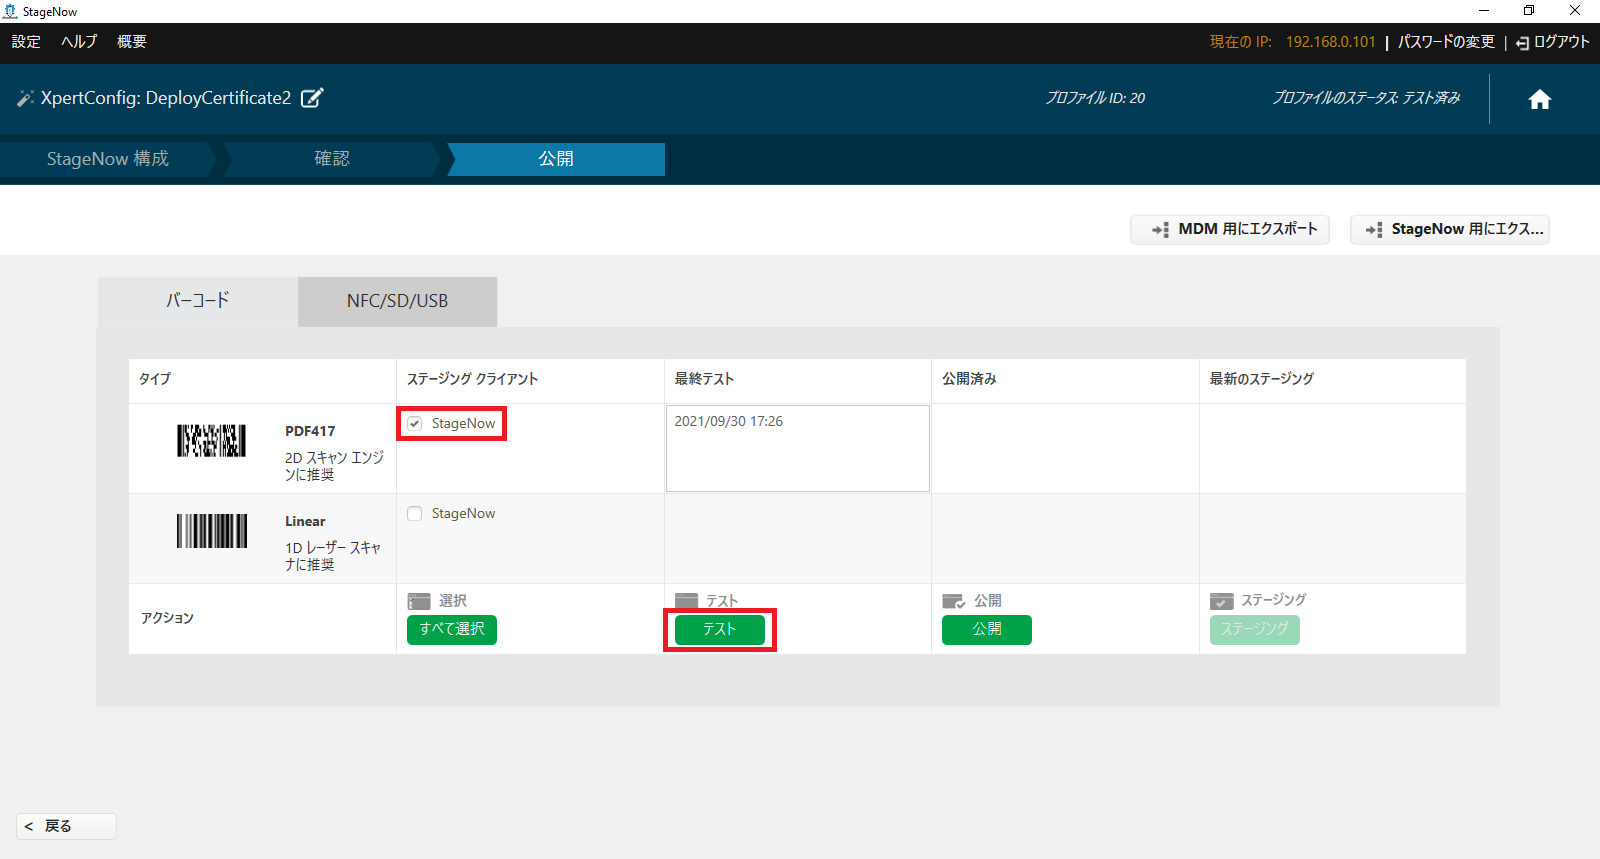 StageNow
設定 ヘルプ 概要
現在の IP: 192.168.0.101 | パスワードの変更 | ログアウト
XpertConfig: DeployCertificate2
プロファイル ID: 20
プロファイルのステータス: テスト済み
StageNow 構成
確認
公開
MDM 用にエクスポート
StageNow 用にエクス...
バーコード
NFC/SD/USB
タイプ
ステージング クライアント
最終テスト
公開済み
最新のステージング
PDF417
2D スキャン エンジ
ンに推奨
StageNow
2021/09/30 17:26
Linear
1D レーザー スキャ
ナに推奨
StageNow
アクション
選択
すべて選択
テスト
テスト
公開
公開
ステージング
ステージング
< 戻る